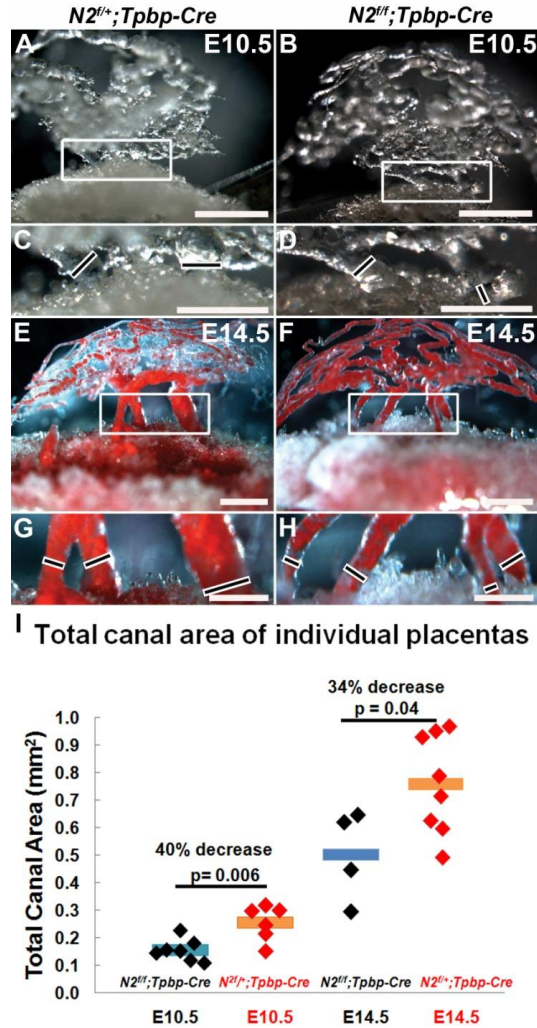 N2f/+;Tpbp-Cre N2f/f;Tpbp-Cre
A E10.5 B E10.5
C D
E E14.5 F E14.5
G H
I Total canal area of individual placentas
34% decrease
p = 0.04
40% decrease
p= 0.006
Total Canal Area (mm²)
1.0
0.9
0.8
0.7
0.6
0.5
0.4
0.3
0.2
0.1
0.0
N2f/f;Tpbp-Cre N2f/+;Tpbp-Cre N2f/f;Tpbp-Cre N2f/+;Tpbp-Cre
E10.5 E10.5 E14.5 E14.5